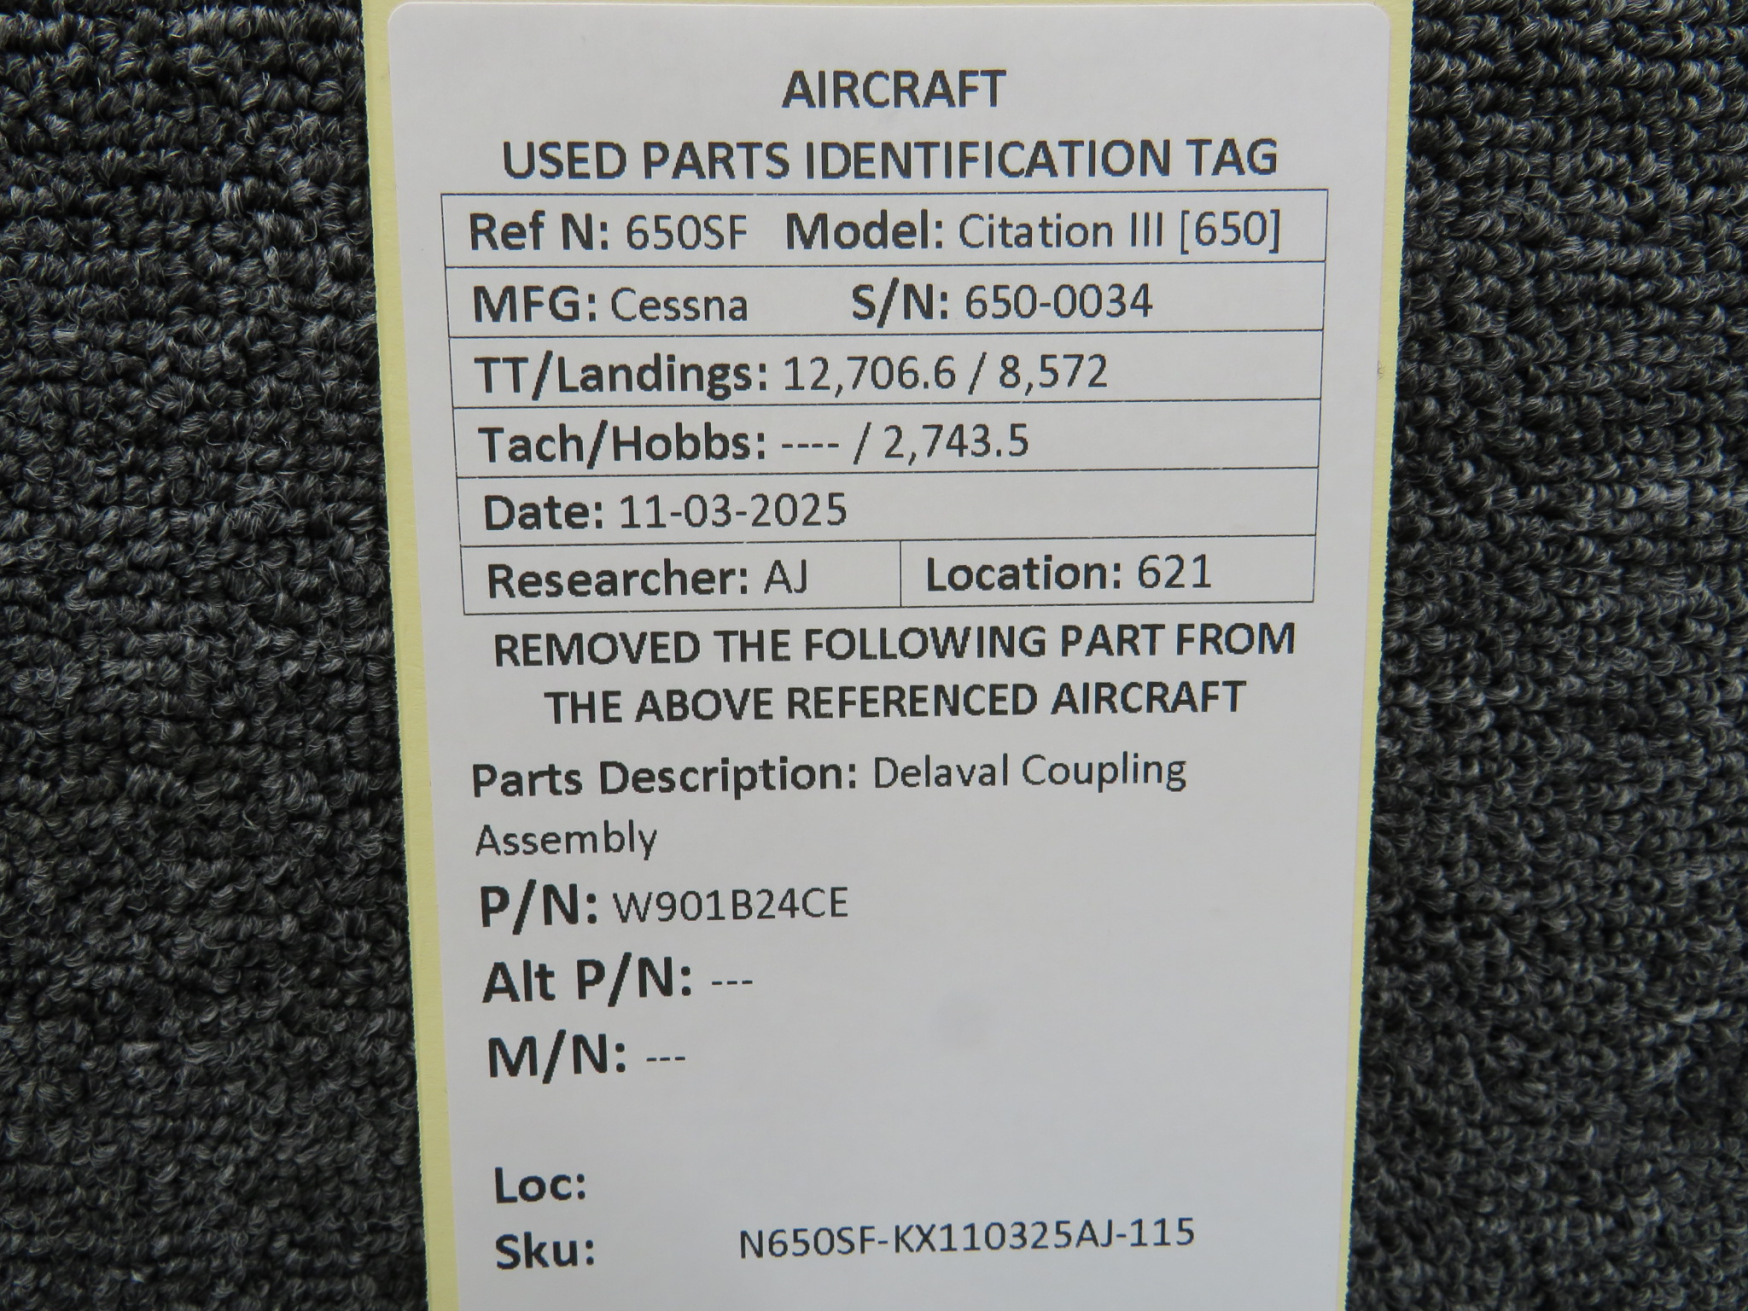 AIRCRAFT
USED PARTS IDENTIFICATION TAG
Ref N: 650SF Model: Citation III [650]
MFG: Cessna S/N: 650-0034
TT/Landings: 12,706.6 / 8,572
Tach/Hobbs: ---- / 2,743.5
Date: 11-03-2025
Researcher: AJ Location: 621
REMOVED THE FOLLOWING PART FROM
THE ABOVE REFERENCED AIRCRAFT
Parts Description: Delaval Coupling
Assembly
P/N: W901B24CE
Alt P/N: ---
M/N: ---
Loc:
Sku: N650SF-KX110325AJ-115